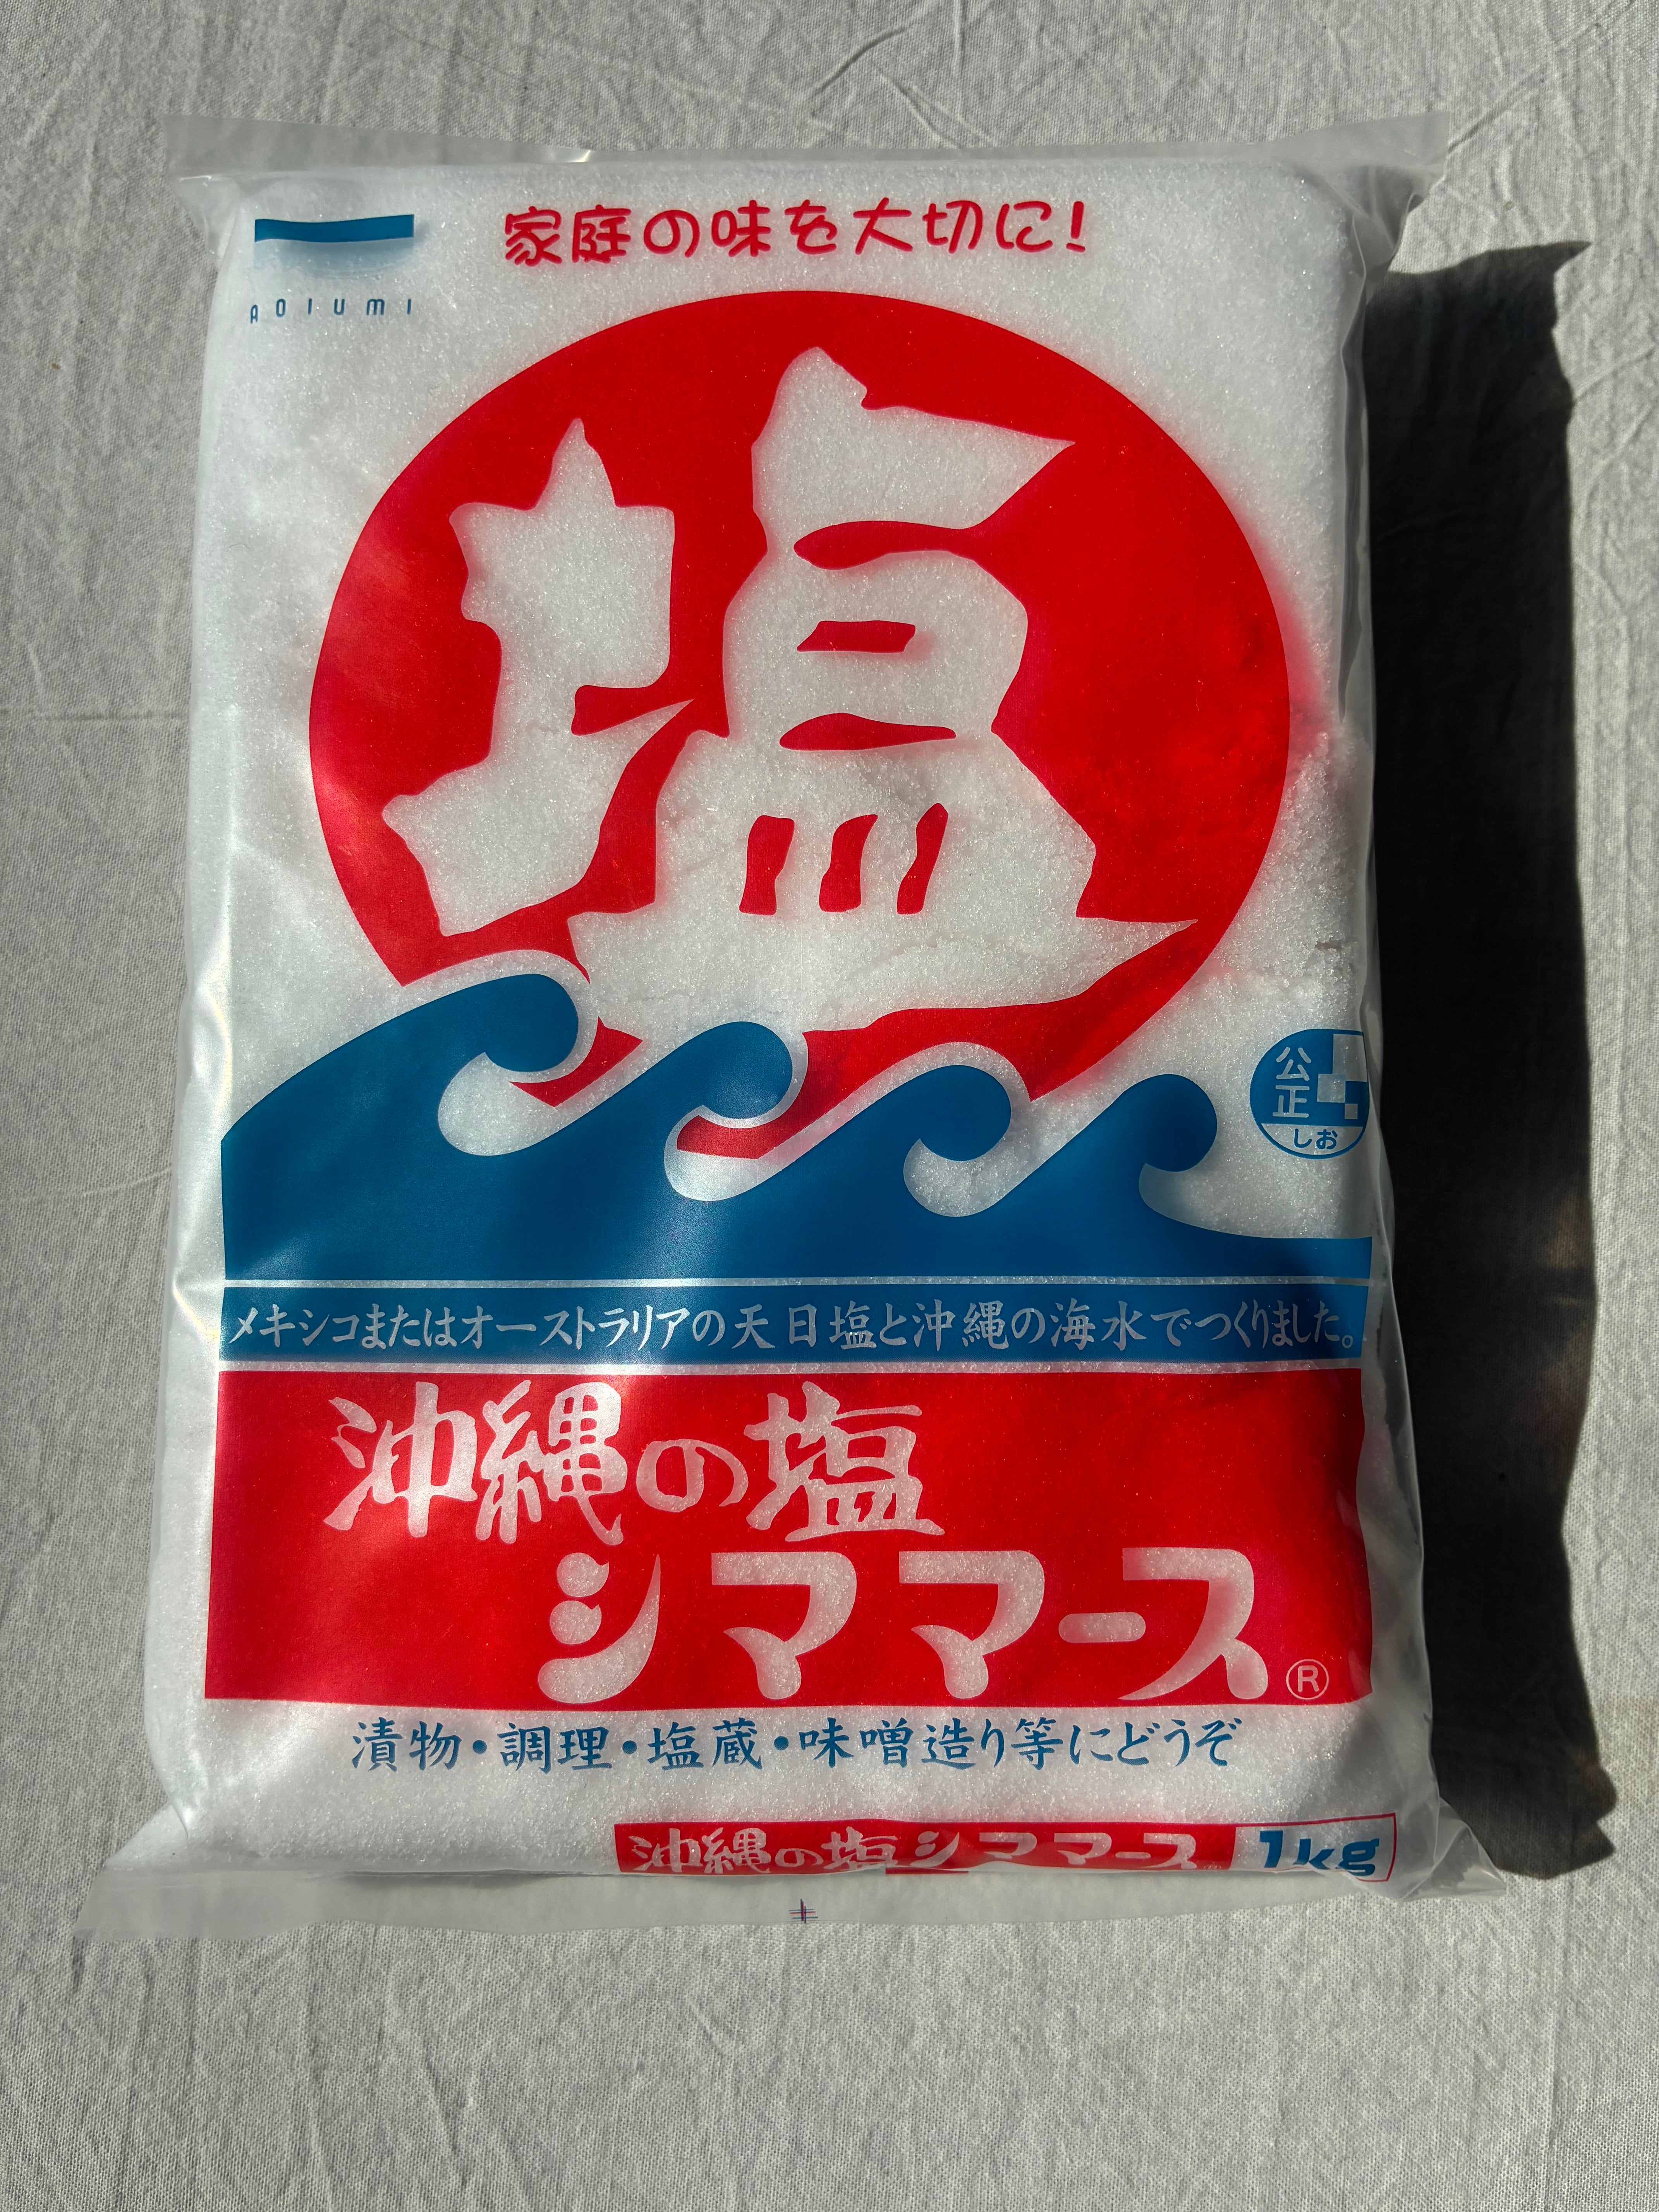 AOIUMI
家庭の味を大切に!
塩
公正
しお
メキシコまたはオーストラリアの天日塩と沖縄の海水でつくりました。
沖縄の塩
シママース®
漬物・調理・塩蔵・味噌造り等にどうぞ
沖縄の塩シママース 1kg